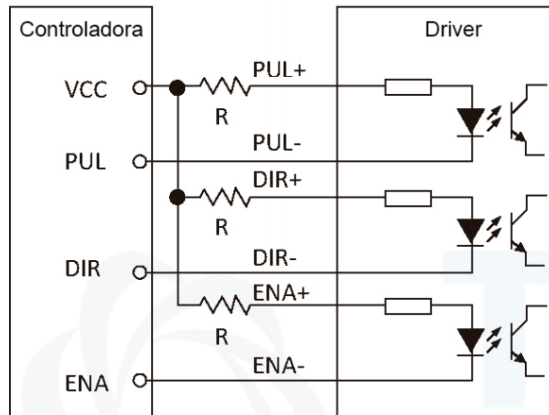 Controladora
Driver
VCC
PUL+
R
PUL
PUL-
DIR+
R
DIR
DIR-
ENA+
R
ENA
ENA-